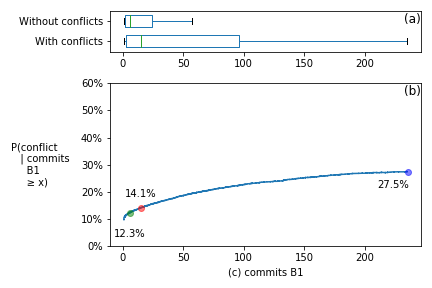 (a)
Without conflicts
With conflicts
0 50 100 150 200
(b)
60%
50%
40%
30%
20%
10%
0%
P(conflict
| commits
B1
≥ x)
14.1%
12.3%
27.5%
0 50 100 150 200
(c) commits B1